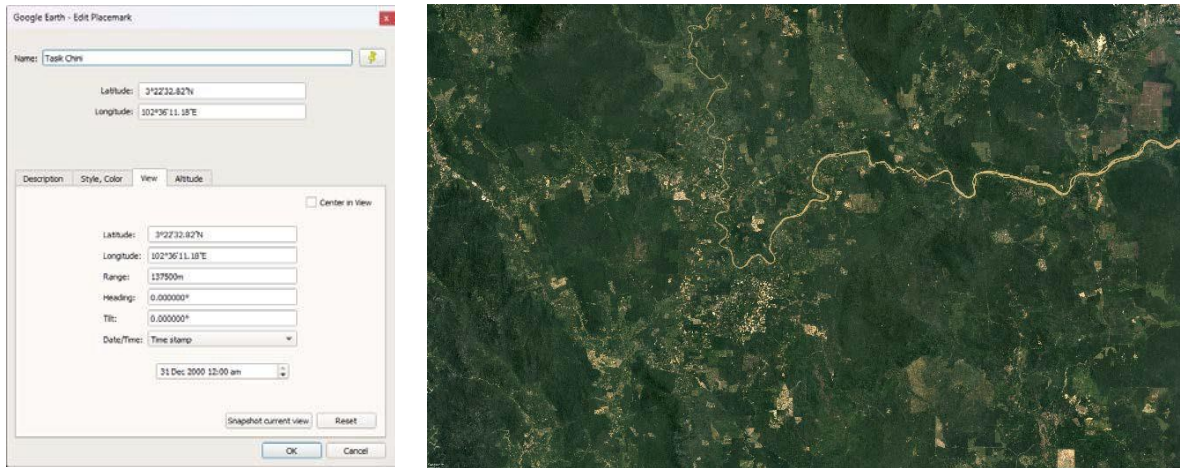 Google Earth - Edit Placemark
x
Name: Tasik Chini
Latitude: 3°22'32.82"N
Longitude: 102°36'11.18"E
Description Style, Color View Altitude
Center in View
Latitude: 3°22'32.82"N
Longitude: 102°36'11.18"E
Range: 137500m
Heading: 0.000000°
Tilt: 0.000000°
Date/Time: Time stamp
31 Dec 2000 12:00 am
Snapshot current view Reset
OK Cancel